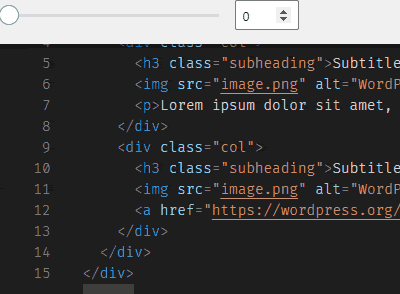 0
4 <div class="col">
5 <h3 class="subheading">Subtitle
6 <img src="image.png" alt="WordP
7 <p>Lorem ipsum dolor sit amet,
8 </div>
9 <div class="col">
10 <h3 class="subheading">Subtitle
11 <img src="image.png" alt="WordP
12 <a href="https://wordpress.org/
13 </div>
14 </div>
15 </div>